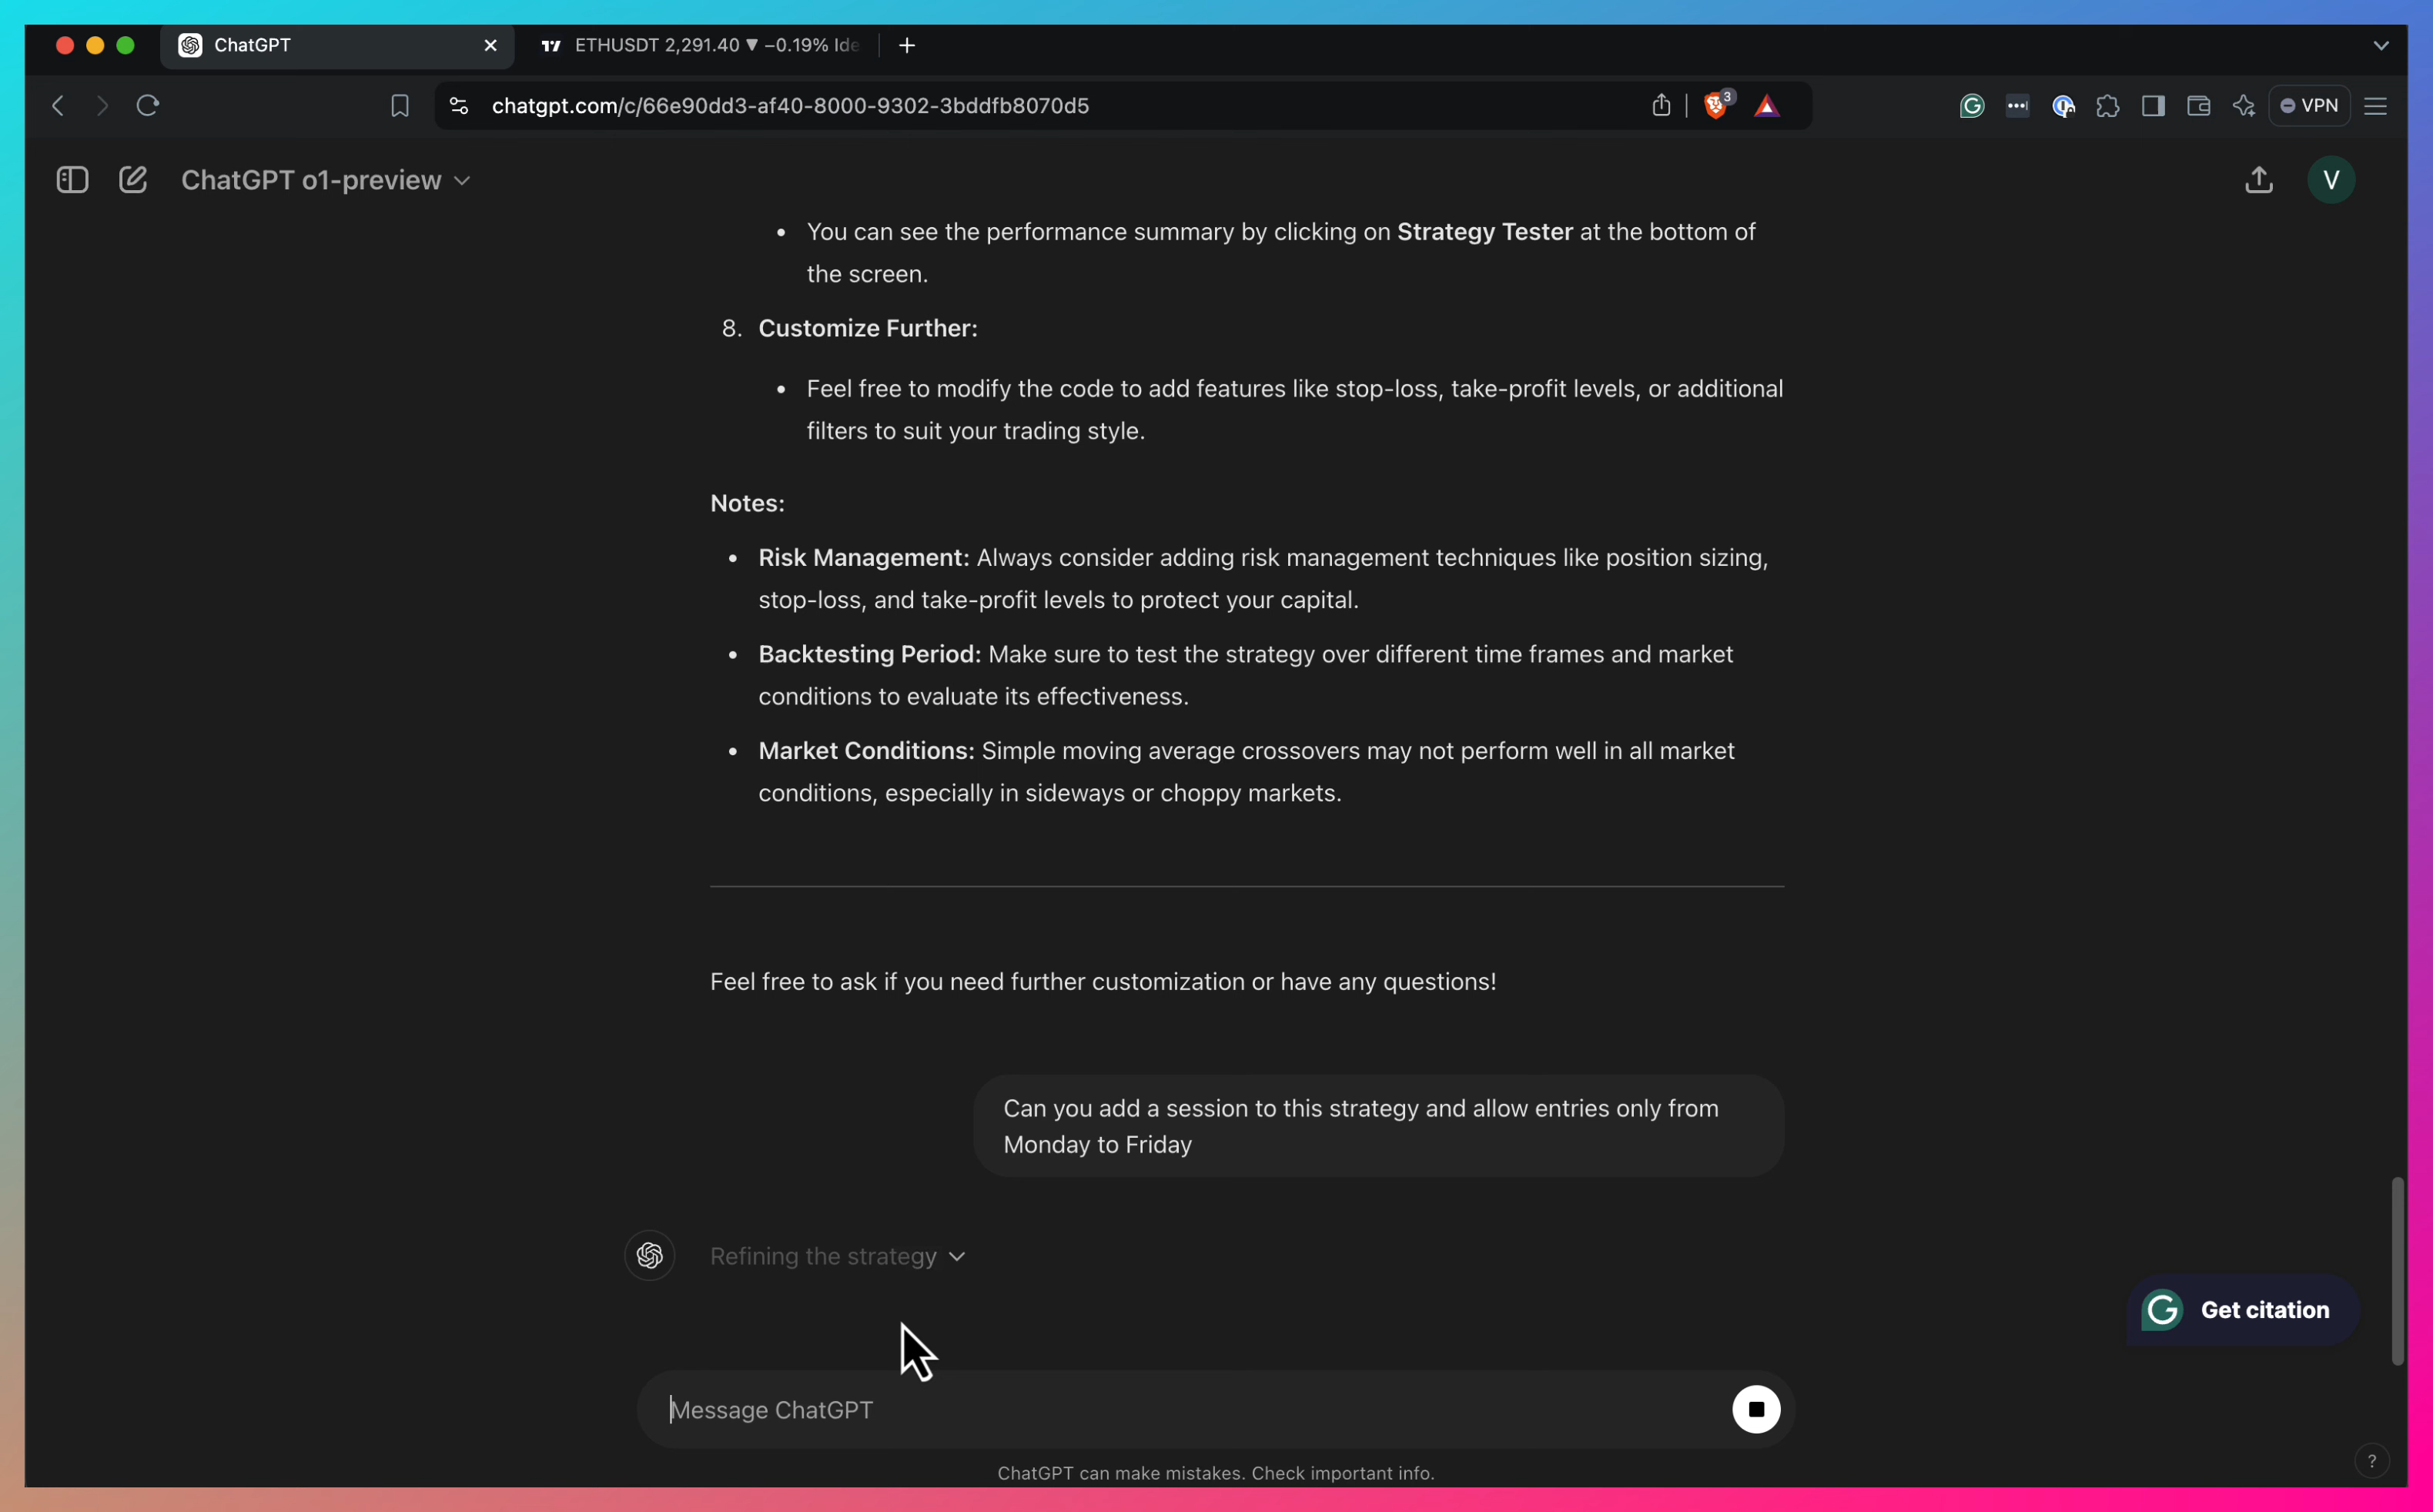 ChatGPT
ETHUSDT 2,291.40 ▼ −0.19% Ide
chatgpt.com/c/66e90dd3-af40-8000-9302-3bddfb8070d5
3
VPN
ChatGPT o1-preview
V
• You can see the performance summary by clicking on Strategy Tester at the bottom of
the screen.
8. Customize Further:
• Feel free to modify the code to add features like stop-loss, take-profit levels, or additional
filters to suit your trading style.
Notes:
• Risk Management: Always consider adding risk management techniques like position sizing,
stop-loss, and take-profit levels to protect your capital.
• Backtesting Period: Make sure to test the strategy over different time frames and market
conditions to evaluate its effectiveness.
• Market Conditions: Simple moving average crossovers may not perform well in all market
conditions, especially in sideways or choppy markets.
Feel free to ask if you need further customization or have any questions!
Can you add a session to this strategy and allow entries only from
Monday to Friday
Refining the strategy
Get citation
Message ChatGPT
ChatGPT can make mistakes. Check important info.
?